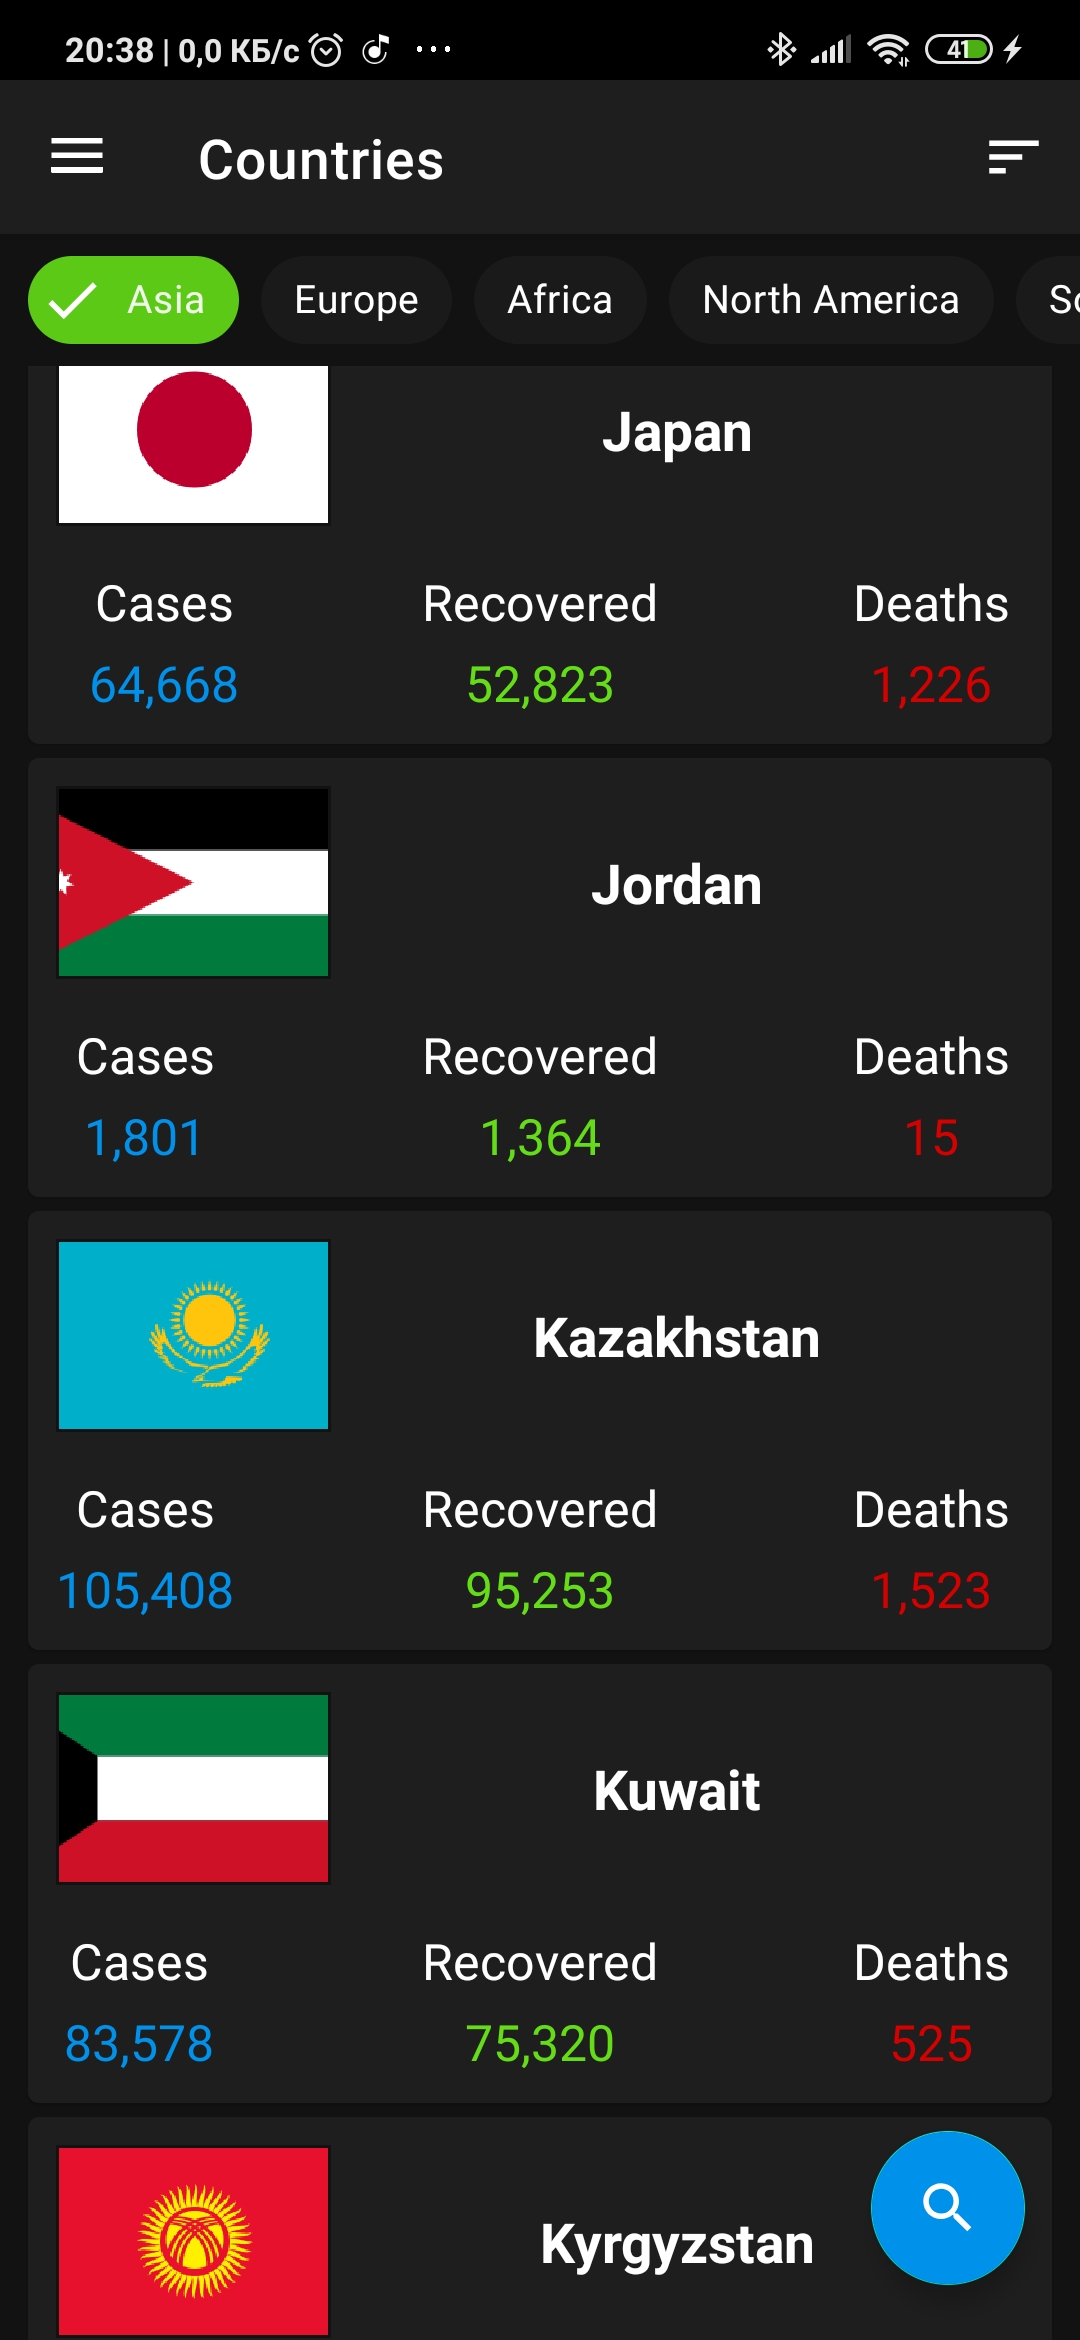 20:38 | 0,0 КБ/с ... 41
Countries
Asia Europe Africa North America
Japan
Cases Recovered Deaths
64,668 52,823 1,226
Jordan
Cases Recovered Deaths
1,801 1,364 15
Kazakhstan
Cases Recovered Deaths
105,408 95,253 1,523
Kuwait
Cases Recovered Deaths
83,578 75,320 525
Kyrgyzstan